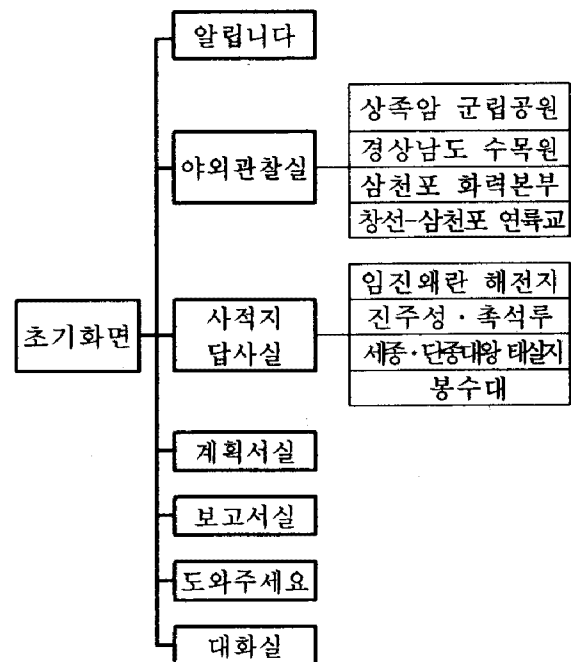 알립니다
상족암 군립공원
경상남도 수목원
야외관찰실
삼천포 화력본부
창선-삼천포 연륙교
임진왜란 해전지
초기화면
사적지
답사실
진주성·촉석루
세종·단종대왕 태실지
봉수대
계획서실
보고서실
도와주세요
대화실